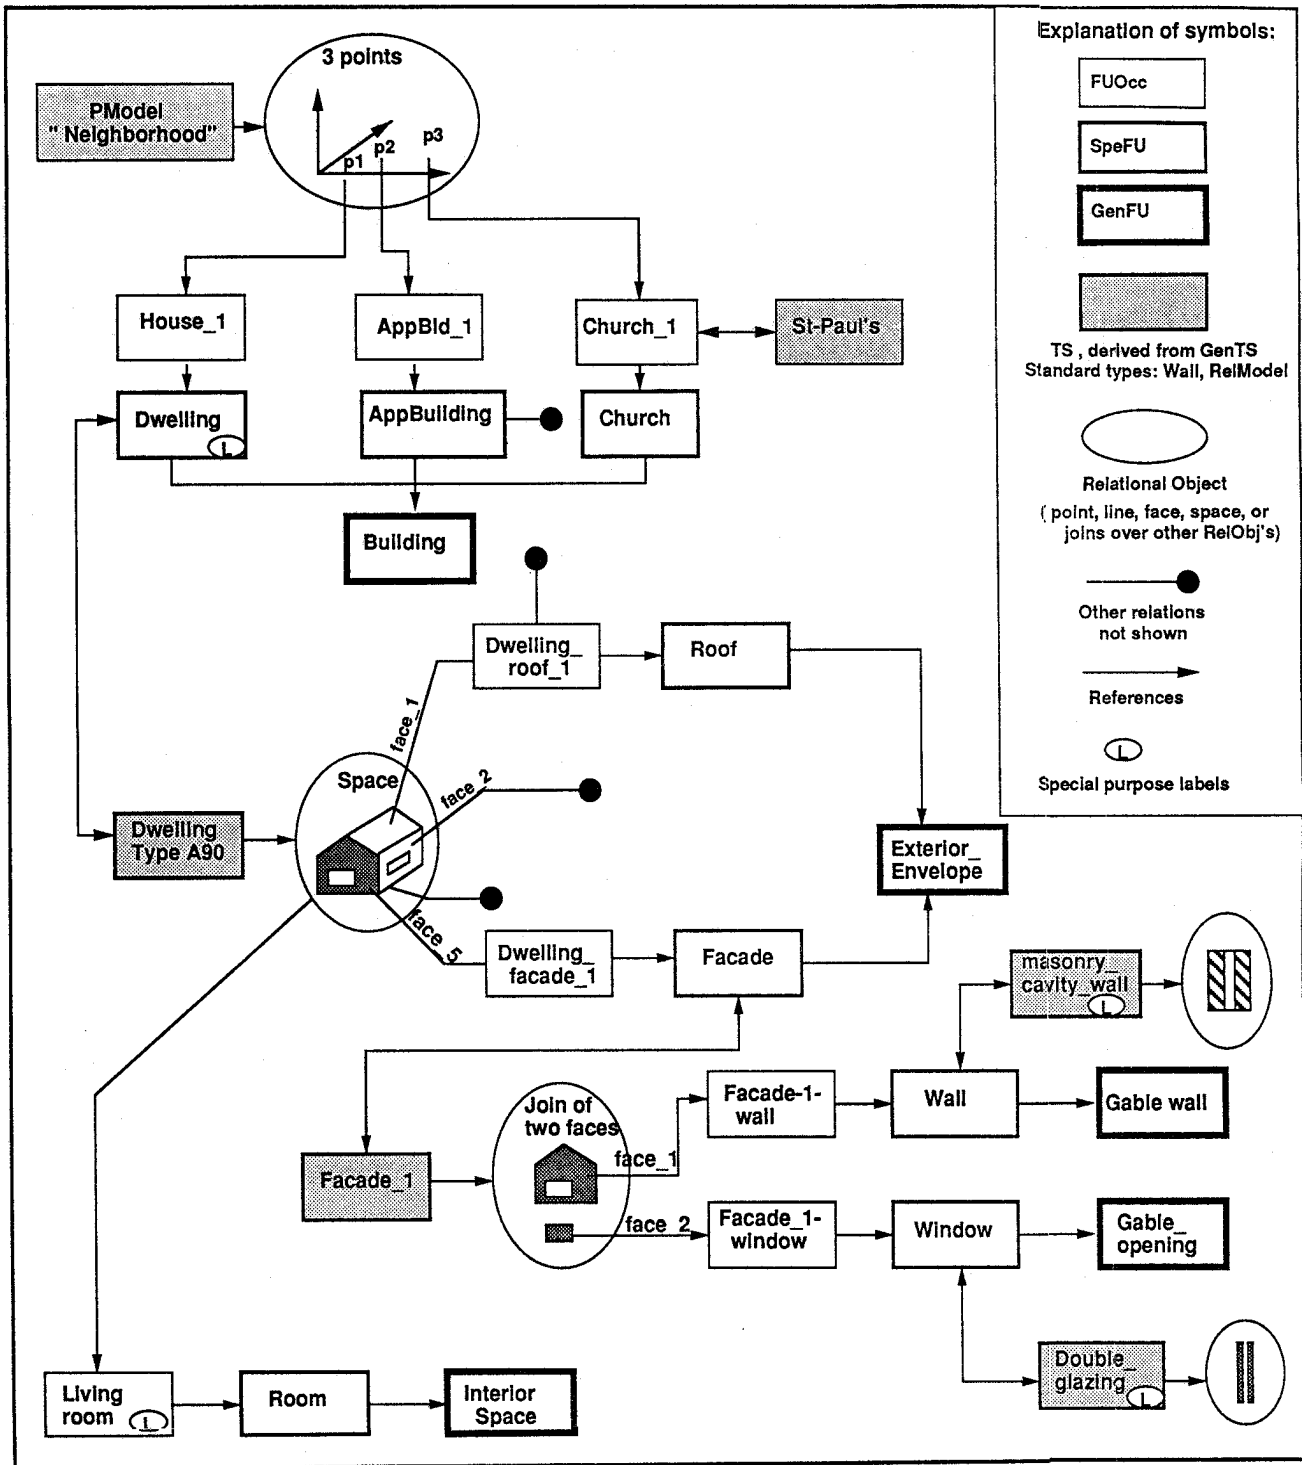 3 points
PModel
" Neighborhood"
p1
p2
p3
House_1
AppBld_1
Church_1
St-Paul's
Dwelling
L
AppBuilding
Church
Building
Dwelling_
roof_1
Roof
face_1
Space
face_2
Dwelling
Type A90
Exterior_
Envelope
face_5
Dwelling_
facade_1
Facade
masonry_
cavity_wall
L
Join of
two faces
face_1
Facade-1-
wall
Wall
Gable wall
Facade_1
face_2
Facade_1-
window
Window
Gable_
opening
Double_
glazing
L
Living
room
L
Room
Interior
Space
Explanation of symbols:
FUOcc
SpeFU
GenFU
TS , derived from GenTS
Standard types: Wall, RelModel
Relational Object
( point, line, face, space, or
joins over other RelObj's)
Other relations
not shown
References
L
Special purpose labels